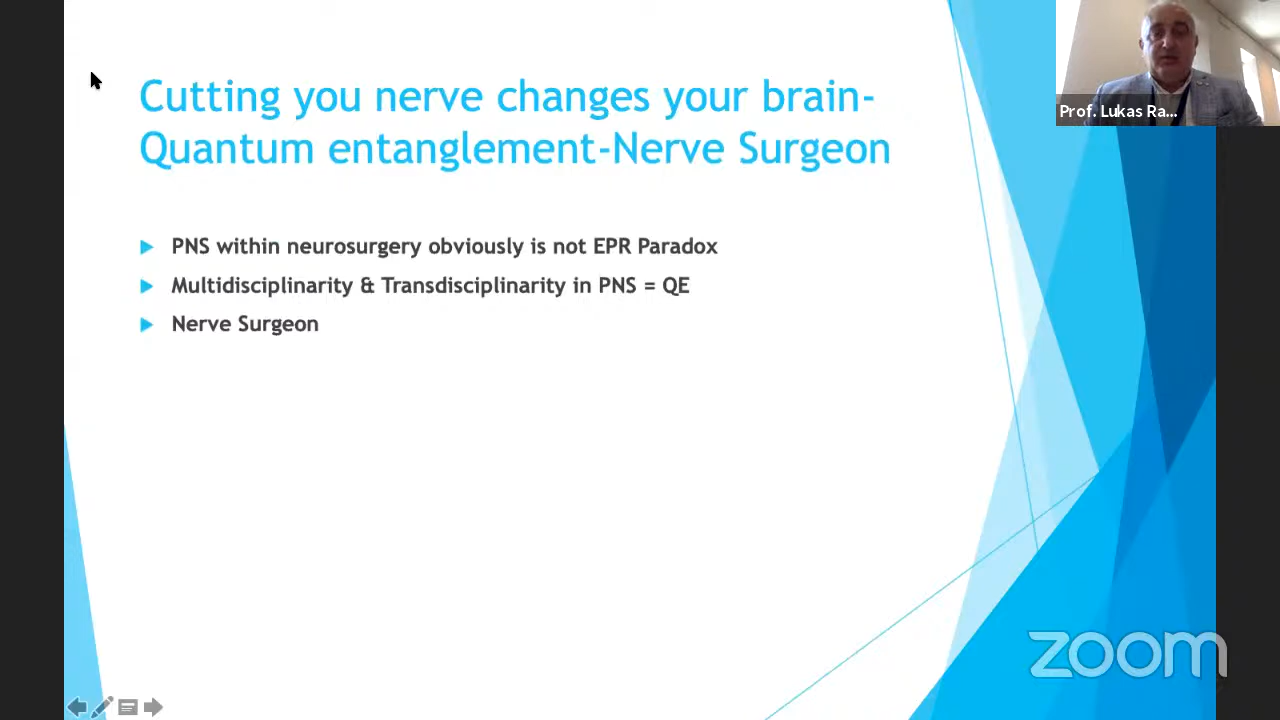 Cutting you nerve changes your brain-
Quantum entanglement-Nerve Surgeon
PNS within neurosurgery obviously is not EPR Paradox
Multidisciplinarity & Transdisciplinarity in PNS = QE
Nerve Surgeon
Prof. Lukas Ra...
zoom